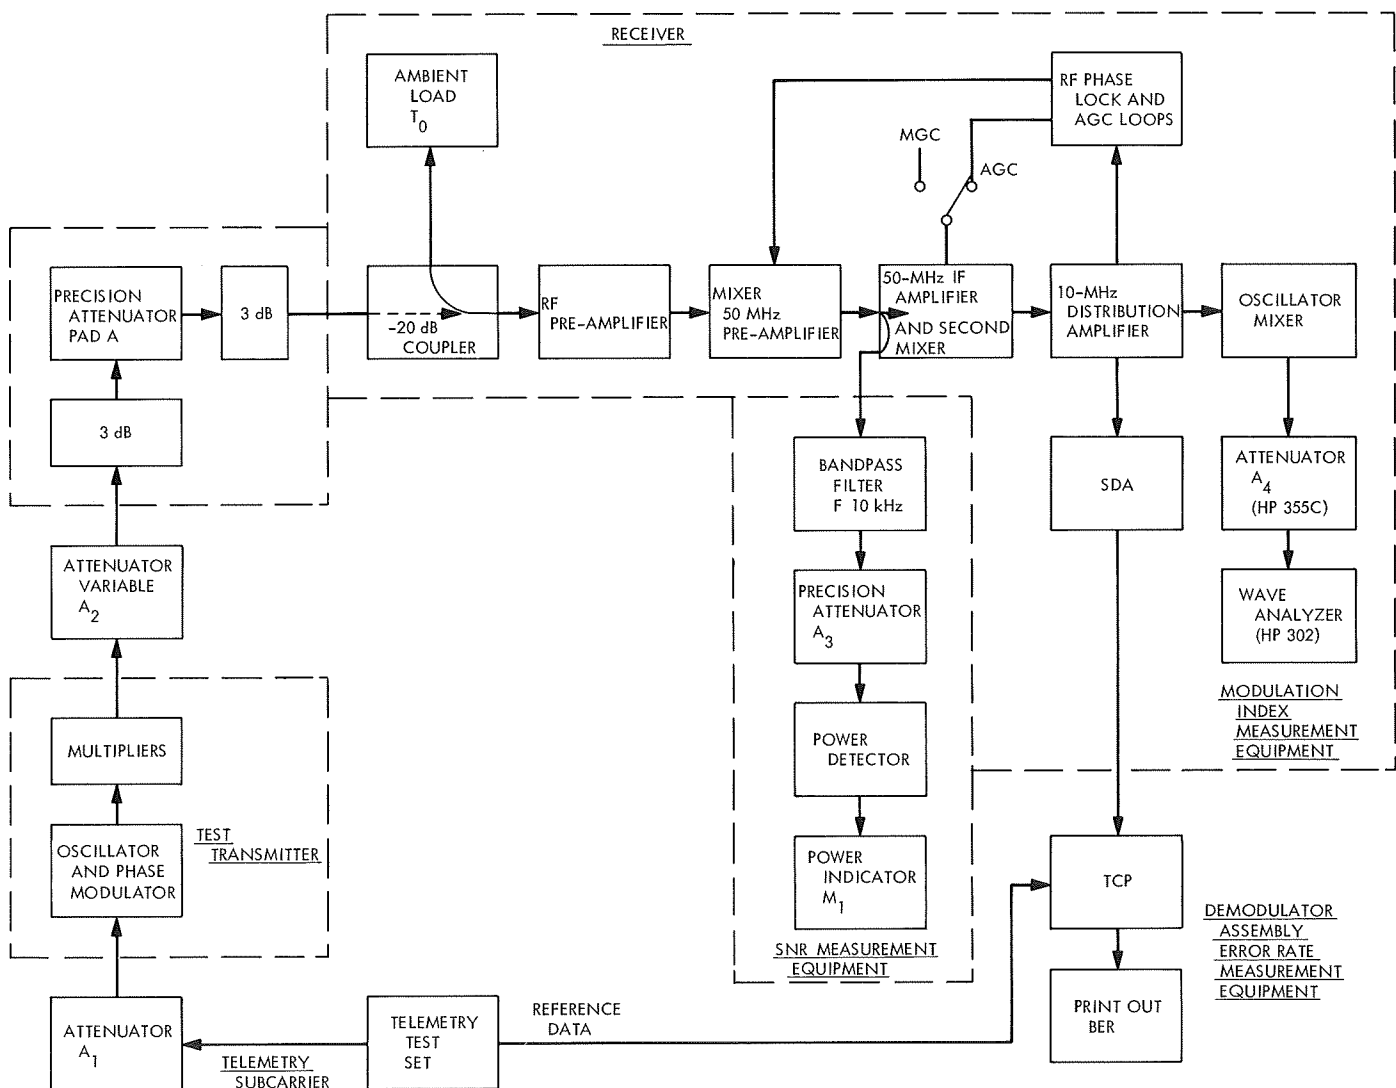 RECEIVER
AMBIENT
LOAD
T0
RF PHASE
LOCK AND
AGC LOOPS
MGC
AGC
PRECISION
ATTENUATOR
PAD A
3 dB
-20 dB
COUPLER
RF
PRE-AMPLIFIER
MIXER
50 MHz
PRE-AMPLIFIER
50-MHz IF
AMPLIFIER
AND SECOND
MIXER
10-MHz
DISTRIBUTION
AMPLIFIER
OSCILLATOR
MIXER
3 dB
BANDPASS
FILTER
F 10 kHz
SDA
ATTENUATOR
A4
(HP 355C)
ATTENUATOR
VARIABLE
A2
PRECISION
ATTENUATOR
A3
WAVE
ANALYZER
(HP 302)
MODULATION
INDEX
MEASUREMENT
EQUIPMENT
MULTIPLIERS
POWER
DETECTOR
TEST
TRANSMITTER
OSCILLATOR
AND PHASE
MODULATOR
POWER
INDICATOR
M1
TCP
SNR MEASUREMENT
EQUIPMENT
DEMODULATOR
ASSEMBLY
ERROR RATE
MEASUREMENT
EQUIPMENT
PRINT OUT
BER
ATTENUATOR
A1
TELEMETRY
SUBCARRIER
TELEMETRY
TEST
SET
REFERENCE
DATA